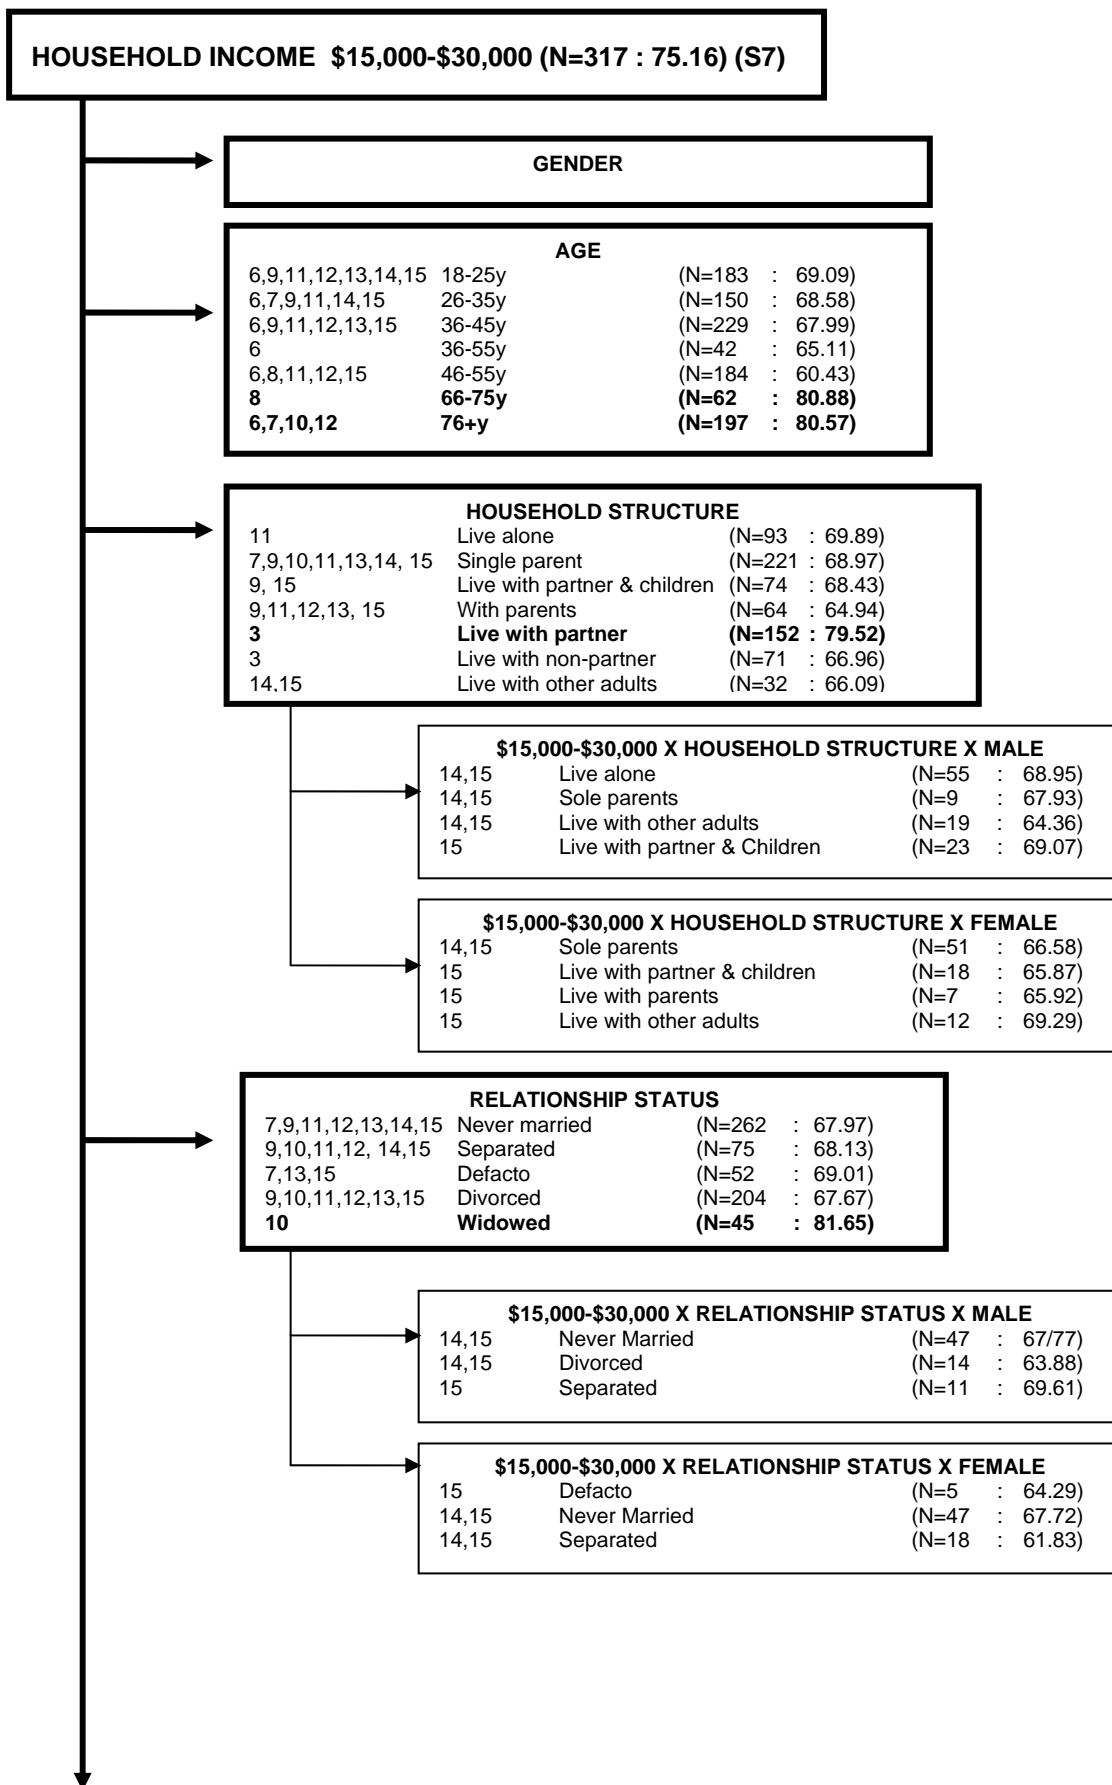 HOUSEHOLD INCOME $15,000-$30,000 (N=317 : 75.16) (S7)
GENDER
AGE
6,9,11,12,13,14,15 18-25y (N=183 : 69.09)
6,7,9,11,14,15 26-35y (N=150 : 68.58)
6,9,11,12,13,15 36-45y (N=229 : 67.99)
6 36-55y (N=42 : 65.11)
6,8,11,12,15 46-55y (N=184 : 60.43)
8 66-75y (N=62 : 80.88)
6,7,10,12 76+y (N=197 : 80.57)
HOUSEHOLD STRUCTURE
11 Live alone (N=93 : 69.89)
7,9,10,11,13,14, 15 Single parent (N=221 : 68.97)
9, 15 Live with partner & children (N=74 : 68.43)
9,11,12,13, 15 With parents (N=64 : 64.94)
3 Live with partner (N=152 : 79.52)
3 Live with non-partner (N=71 : 66.96)
14,15 Live with other adults (N=32 : 66.09)
$15,000-$30,000 X HOUSEHOLD STRUCTURE X MALE
14,15 Live alone (N=55 : 68.95)
14,15 Sole parents (N=9 : 67.93)
14,15 Live with other adults (N=19 : 64.36)
15 Live with partner & Children (N=23 : 69.07)
$15,000-$30,000 X HOUSEHOLD STRUCTURE X FEMALE
14,15 Sole parents (N=51 : 66.58)
15 Live with partner & children (N=18 : 65.87)
15 Live with parents (N=7 : 65.92)
15 Live with other adults (N=12 : 69.29)
RELATIONSHIP STATUS
7,9,11,12,13,14,15 Never married (N=262 : 67.97)
9,10,11,12, 14,15 Separated (N=75 : 68.13)
7,13,15 Defacto (N=52 : 69.01)
9,10,11,12,13,15 Divorced (N=204 : 67.67)
10 Widowed (N=45 : 81.65)
$15,000-$30,000 X RELATIONSHIP STATUS X MALE
14,15 Never Married (N=47 : 67/77)
14,15 Divorced (N=14 : 63.88)
15 Separated (N=11 : 69.61)
$15,000-$30,000 X RELATIONSHIP STATUS X FEMALE
15 Defacto (N=5 : 64.29)
14,15 Never Married (N=47 : 67.72)
14,15 Separated (N=18 : 61.83)